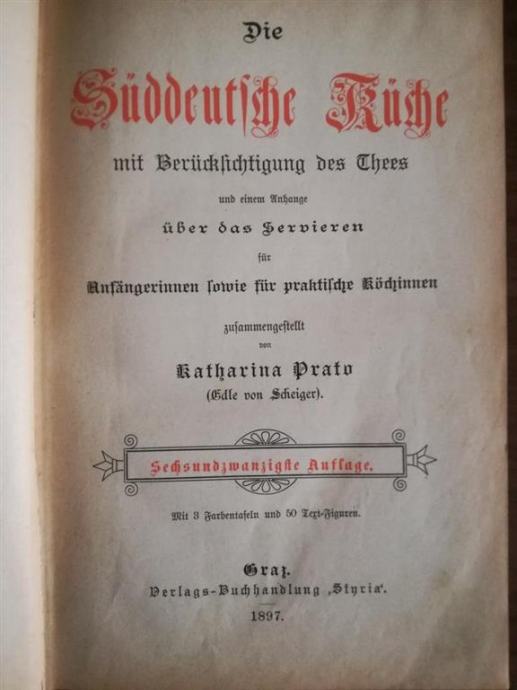 Die
Süddeutsche Küche
mit Berücksichtigung des Thees
und einem Anhange
über das Servieren
für
Anfängerinnen sowie für praktische Köchinnen
zusammengestellt
von
Katharina Prato
(Edle von Scheiger).
Sechsundzwanzigste Auflage.
Mit 3 Farbentafeln und 50 Text-Figuren.
Graz.
Verlags-Buchhandlung „Styria“.
1897.